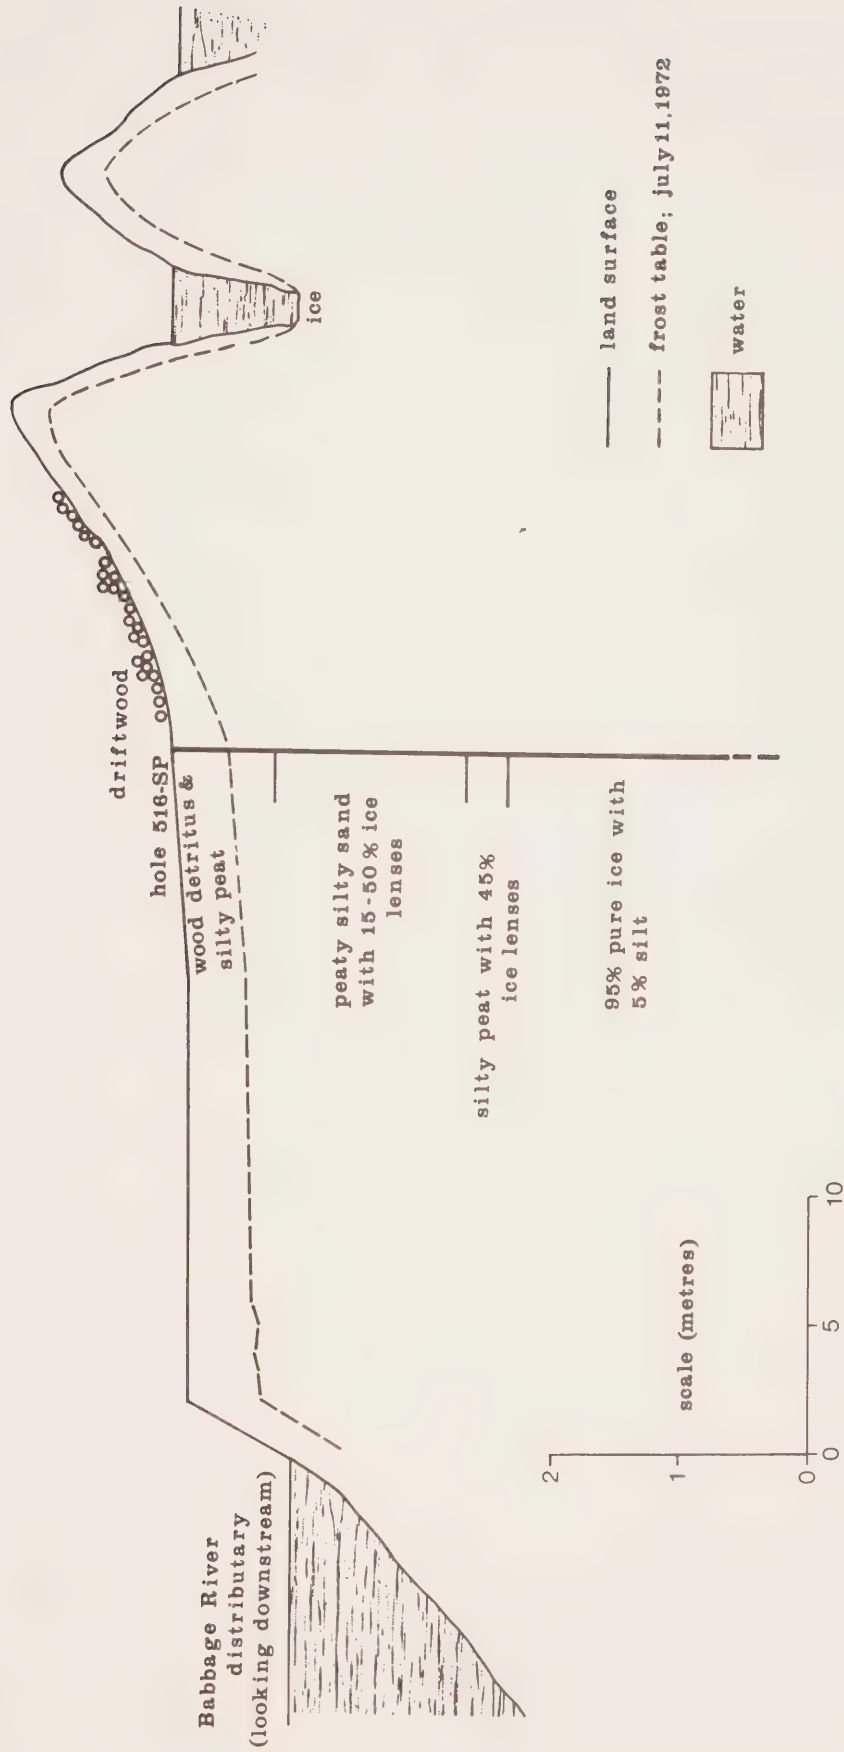 Babbage River
distributary
(looking downstream)
driftwood
hole 516-SP
wood detritus &
silty peat
peaty silty sand
with 15-50% ice
lenses
silty peat with 45%
ice lenses
95% pure ice with
5% silt
ice
land surface
frost table; july 11,1972
water
scale (metres)
2
1
0
0
5
10